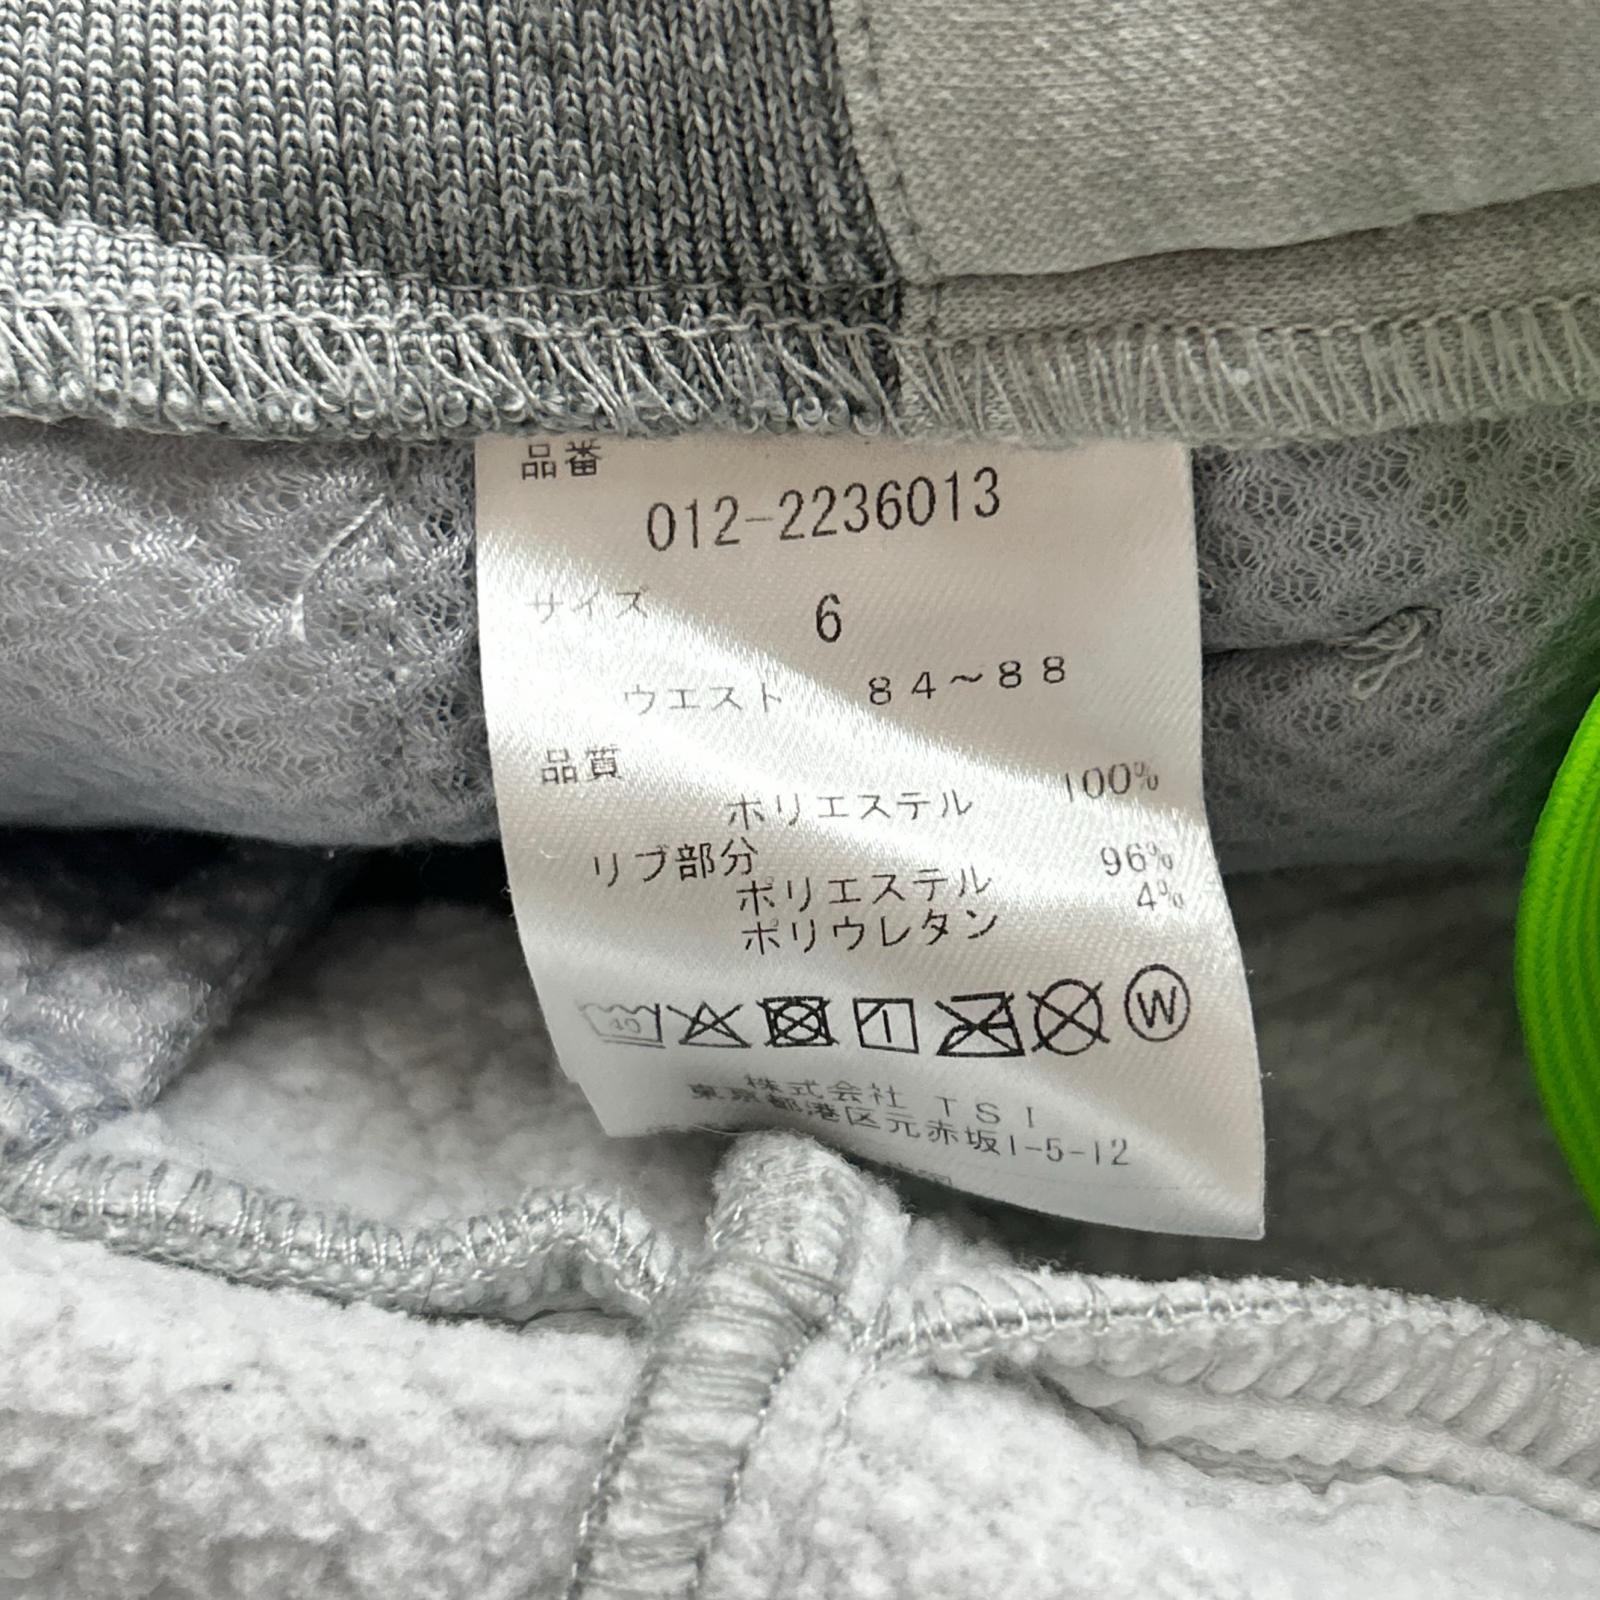 品番
012-2236013
サイズ 6
ウエスト 84~88
品質
100%
ポリエステル
リブ部分
ポリエステル 96%
ポリウレタン 4%
40
W
株式会社 TSI
東京都港区元赤坂1-5-12